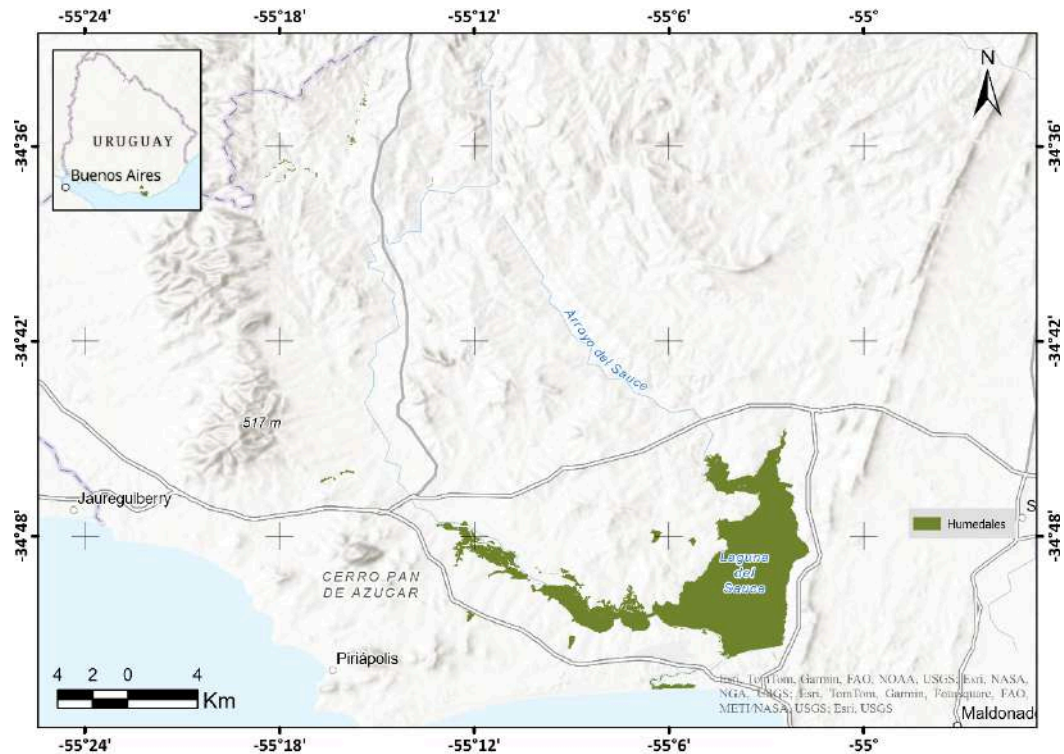 -55°24'
-55°18'
-55°12'
-55°6'
-55°
N
URUGUAY
Buenos Aires
-34°36'
-34°36'
Arroyo del Sauce
-34°42'
-34°42'
517 m
Jaureguiberry
S
-34°48'
-34°48'
Humedales
CERRO PAN
DE AZUCAR
Laguna
del
Sauce
Piriápolis
4 2 0 4
Km
Esri, TomTom, Garmin, FAO, NOAA, USGS; Esri, NASA,
NGA, USGS; Esri, TomTom, Garmin, Foursquare, FAO,
METI/NASA, USGS; Esri, USGS
Maldonad
-55°24'
-55°18'
-55°12'
-55°6'
-55°